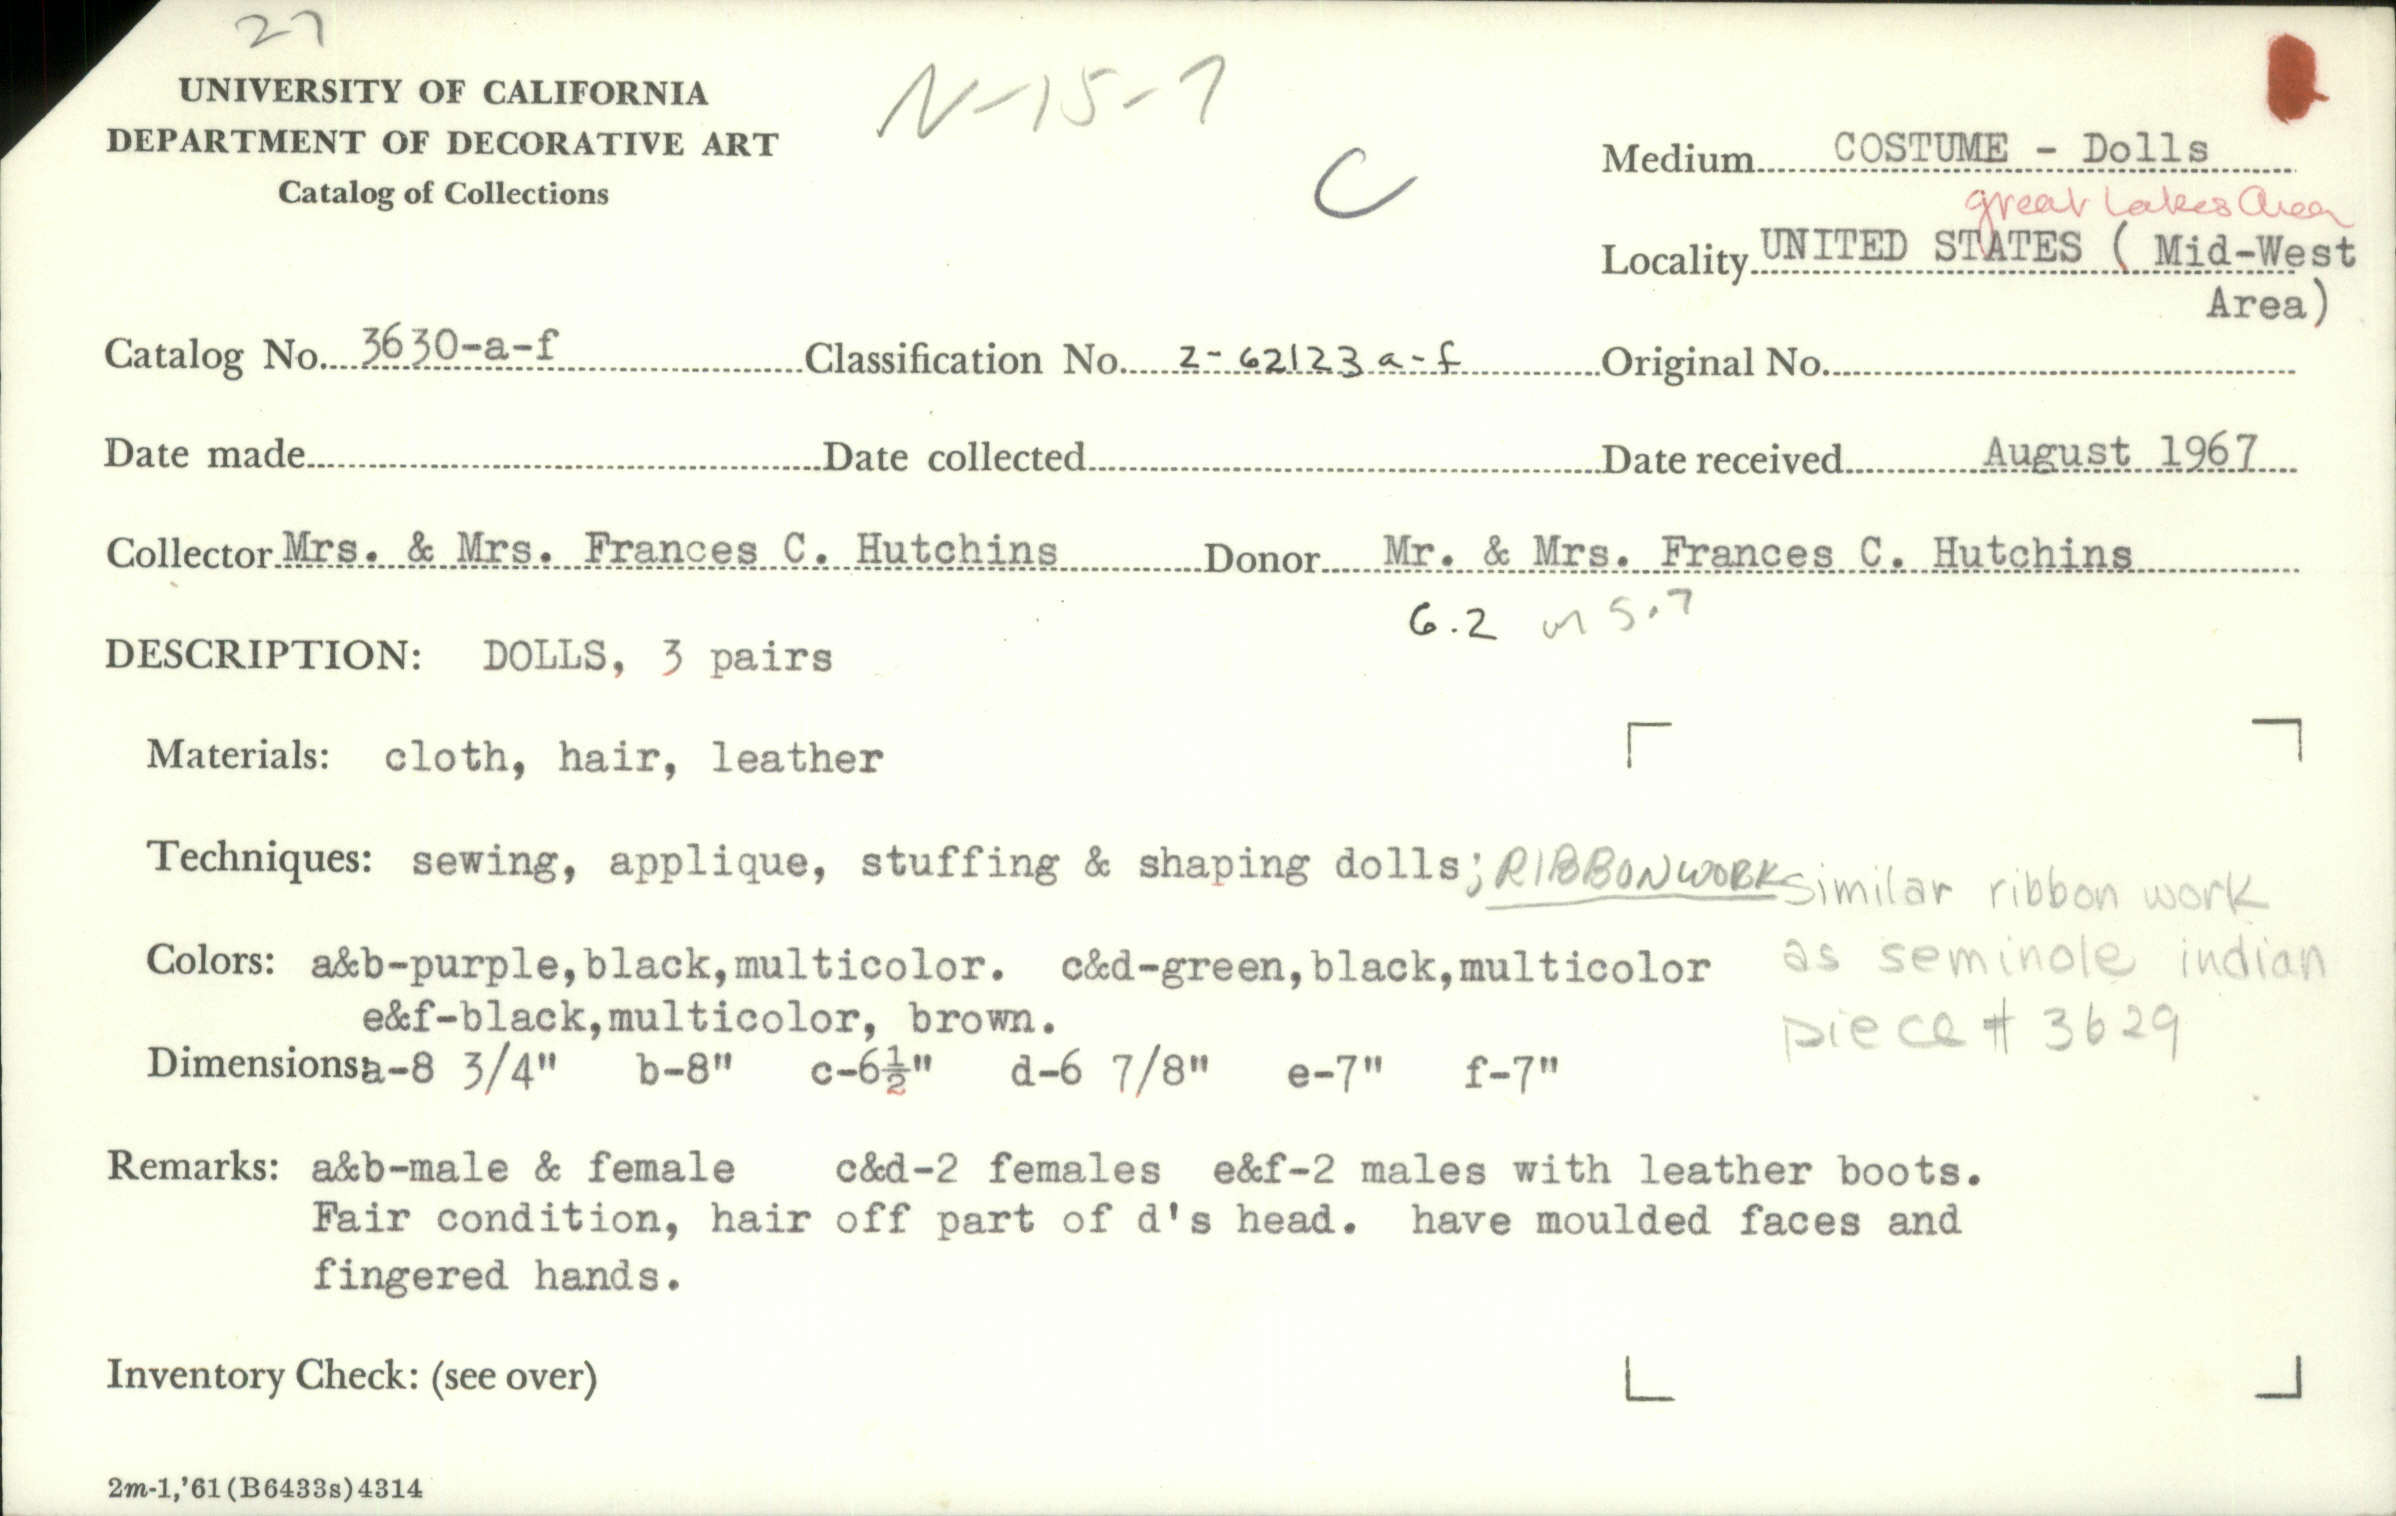 27
UNIVERSITY OF CALIFORNIA
DEPARTMENT OF DECORATIVE ART
Catalog of Collections
N-15-7
C
Medium COSTUME - Dolls
great Lakes Area
Locality UNITED STATES ( Mid-West
Area)
Catalog No. 3630-a-f Classification No. 2-62123 a-f Original No.
Date made Date collected Date received August 1967
Collector Mrs. & Mrs. Frances C. Hutchins Donor Mr. & Mrs. Frances C. Hutchins
6.2 5.7
DESCRIPTION: DOLLS, 3 pairs
Materials: cloth, hair, leather
Techniques: sewing, applique, stuffing & shaping dolls; RIBBONWORK similar ribbon work
as seminole indian
piece # 3629
Colors: a&b-purple,black,multicolor. c&d-green,black,multicolor
e&f-black,multicolor, brown.
Dimensions: a-8 3/4" b-8" c-6½" d-6 7/8" e-7" f-7"
Remarks: a&b-male & female c&d-2 females e&f-2 males with leather boots.
Fair condition, hair off part of d's head. have moulded faces and
fingered hands.
Inventory Check: (see over)
2m-1,'61(B6433s)4314